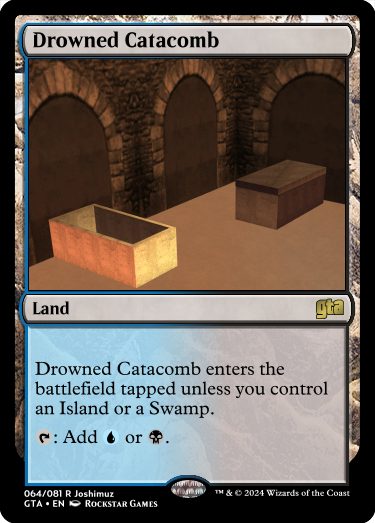 Drowned Catacomb
Land
gta
Drowned Catacomb enters the
battlefield tapped unless you control
an Island or a Swamp.
: Add or .
064/081 R Joshimuz
GTA • EN Rockstar Games
™ & © 2024 Wizards of the Coast